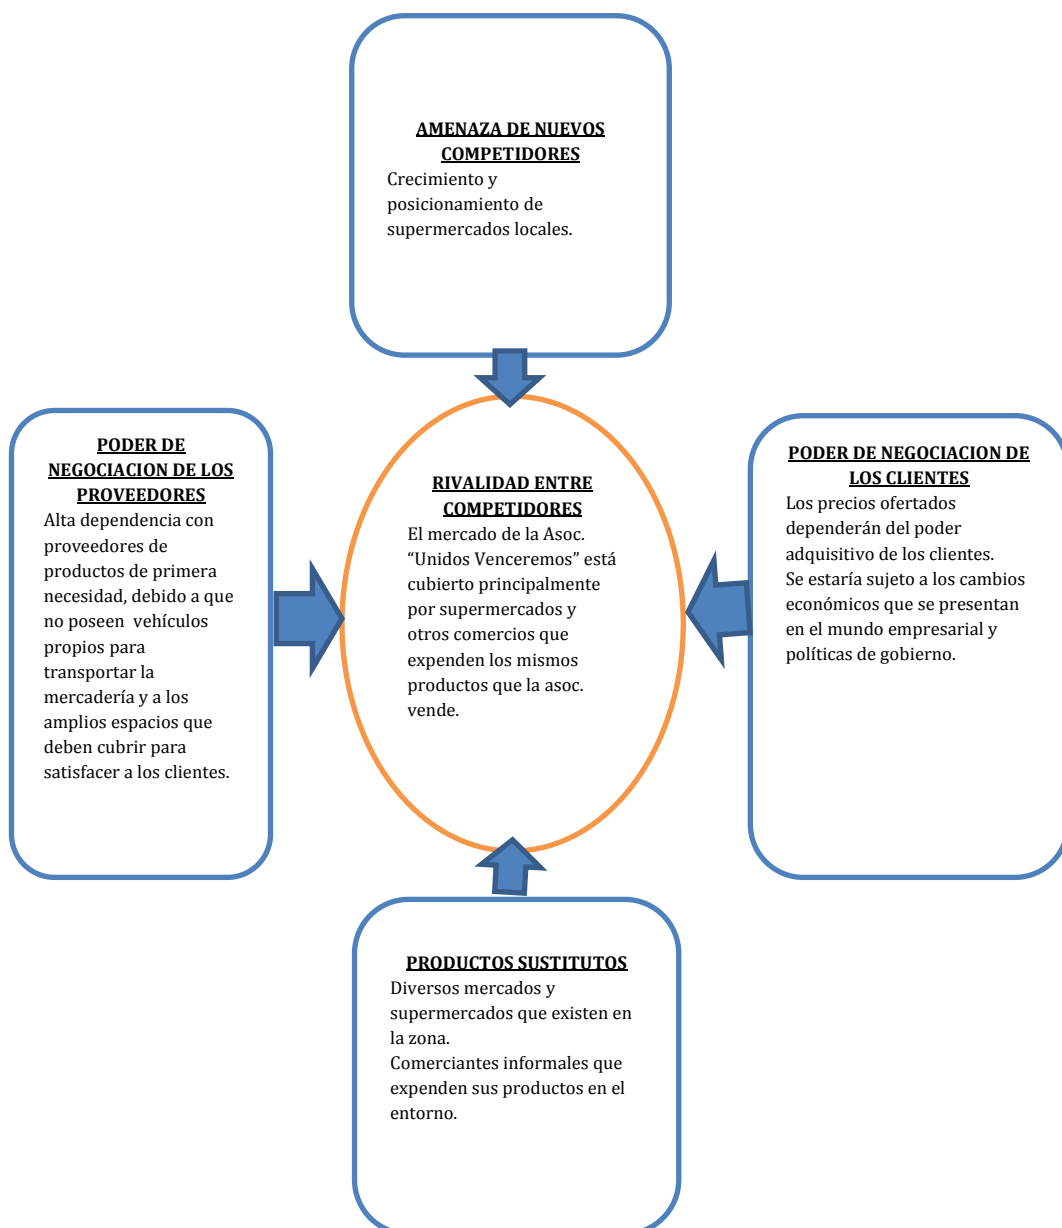 AMENAZA DE NUEVOS
COMPETIDORES
Crecimiento y
posicionamiento de
supermercados locales.
PODER DE
NEGOCIACION DE LOS
PROVEEDORES
Alta dependencia con
proveedores de
productos de primera
necesidad, debido a que
no poseen vehículos
propios para
transportar la
mercadería y a los
amplios espacios que
deben cubrir para
satisfacer a los clientes.
RIVALIDAD ENTRE
COMPETIDORES
El mercado de la Asoc.
“Unidos Venceremos” está
cubierto principalmente
por supermercados y
otros comercios que
expenden los mismos
productos que la asoc.
vende.
PODER DE NEGOCIACION DE
LOS CLIENTES
Los precios ofertados
dependerán del poder
adquisitivo de los clientes.
Se estaría sujeto a los cambios
económicos que se presentan
en el mundo empresarial y
políticas de gobierno.
PRODUCTOS SUSTITUTOS
Diversos mercados y
supermercados que existen en
la zona.
Comerciantes informales que
expenden sus productos en el
entorno.